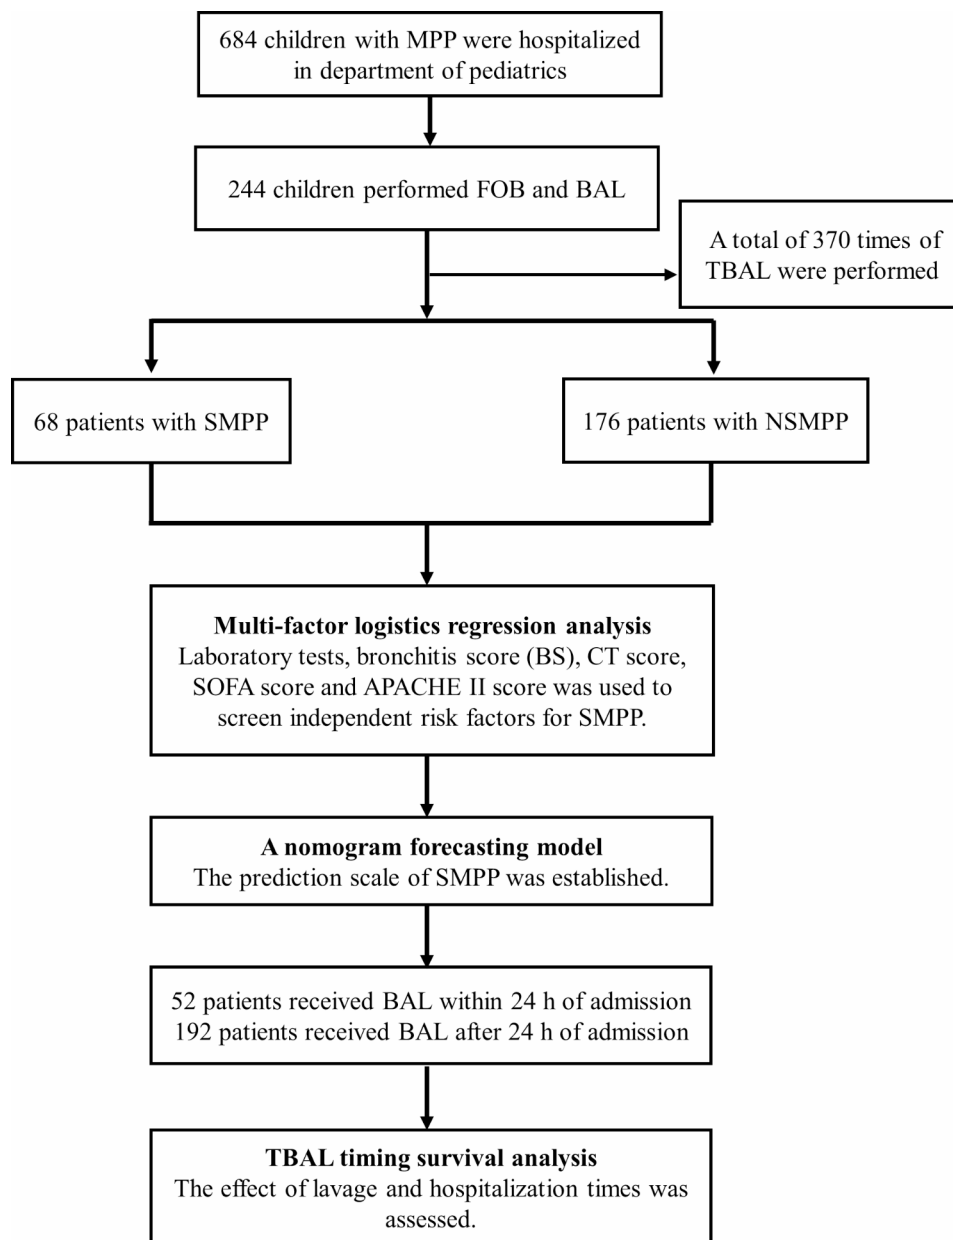 684 children with MPP were hospitalized
in department of pediatrics
244 children performed FOB and BAL
A total of 370 times of
TBAL were performed
68 patients with SMPP
176 patients with NSMPP
Multi-factor logistics regression analysis
Laboratory tests, bronchitis score (BS), CT score,
SOFA score and APACHE II score was used to
screen independent risk factors for SMPP.
A nomogram forecasting model
The prediction scale of SMPP was established.
52 patients received BAL within 24 h of admission
192 patients received BAL after 24 h of admission
TBAL timing survival analysis
The effect of lavage and hospitalization times was
assessed.